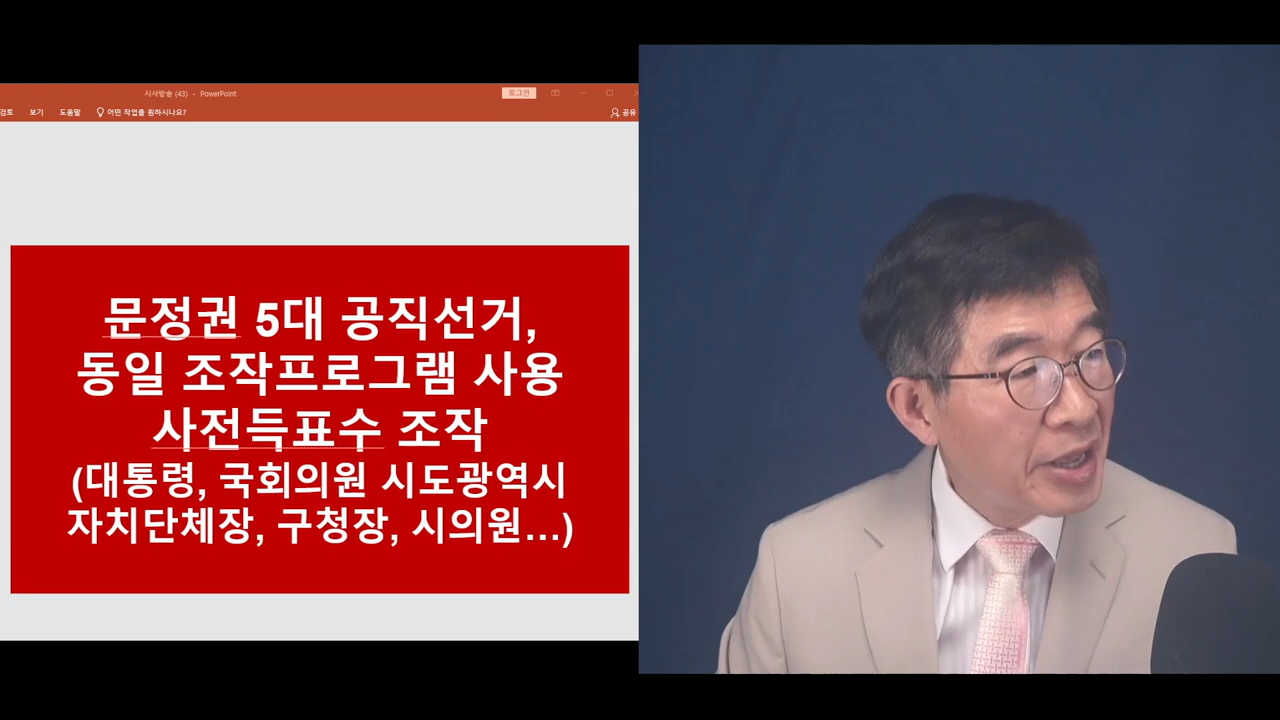 시사방송 (43) - PowerPoint
로그인
검토 보기 도움말 어떤 작업을 원하시나요?
공유
문정권 5대 공직선거,
동일 조작프로그램 사용
사전득표수 조작
(대통령, 국회의원 시도광역시
자치단체장, 구청장, 시의원...)